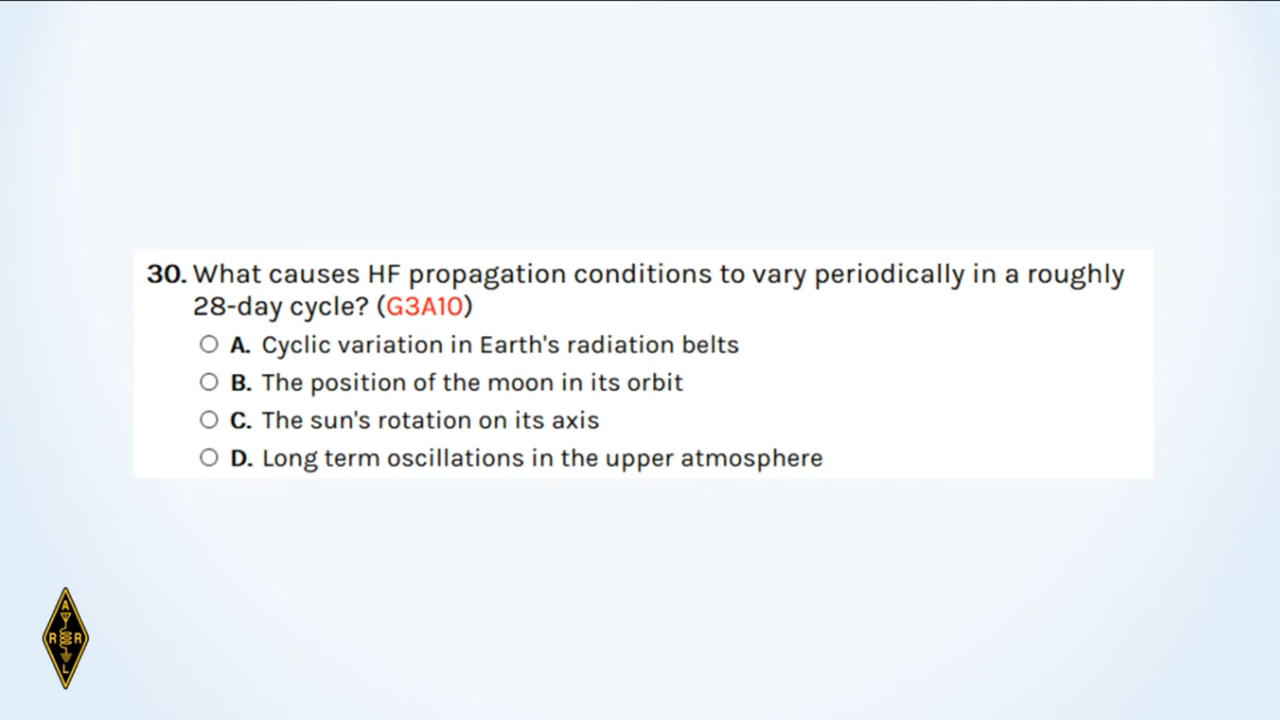 30. What causes HF propagation conditions to vary periodically in a roughly
28-day cycle? (G3A10)
A. Cyclic variation in Earth's radiation belts
B. The position of the moon in its orbit
C. The sun's rotation on its axis
D. Long term oscillations in the upper atmosphere
A
R R
L